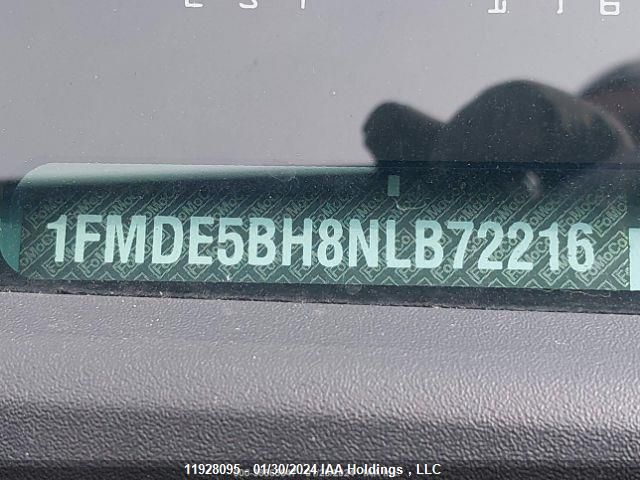 1FMDE5BH8NLB72216
11928095 - 01/30/2024 IAA Holdings , LLC